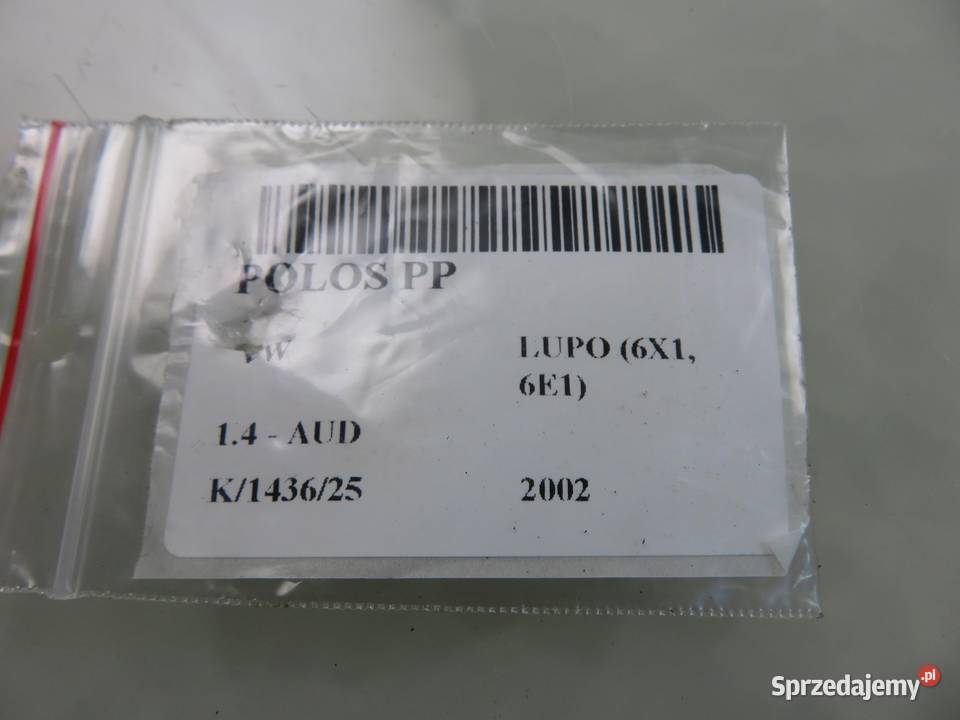 POLOS PP
VW LUPO (6X1,
6E1)
1.4 - AUD
K/1436/25 2002
Sprzedajemy.pl